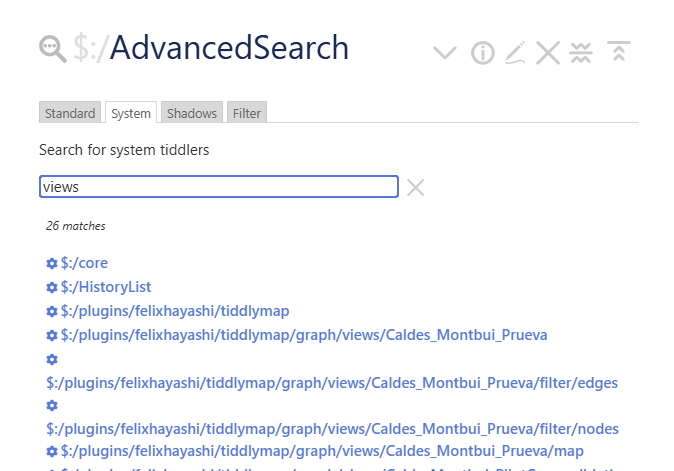 $:/AdvancedSearch
Standard System Shadows Filter
Search for system tiddlers
views
26 matches
$:/core
$:/HistoryList
$:/plugins/felixhayashi/tiddlymap
$:/plugins/felixhayashi/tiddlymap/graph/views/Caldes_Montbui_Prueva
$:/plugins/felixhayashi/tiddlymap/graph/views/Caldes_Montbui_Prueva/filter/edges
$:/plugins/felixhayashi/tiddlymap/graph/views/Caldes_Montbui_Prueva/filter/nodes
$:/plugins/felixhayashi/tiddlymap/graph/views/Caldes_Montbui_Prueva/map